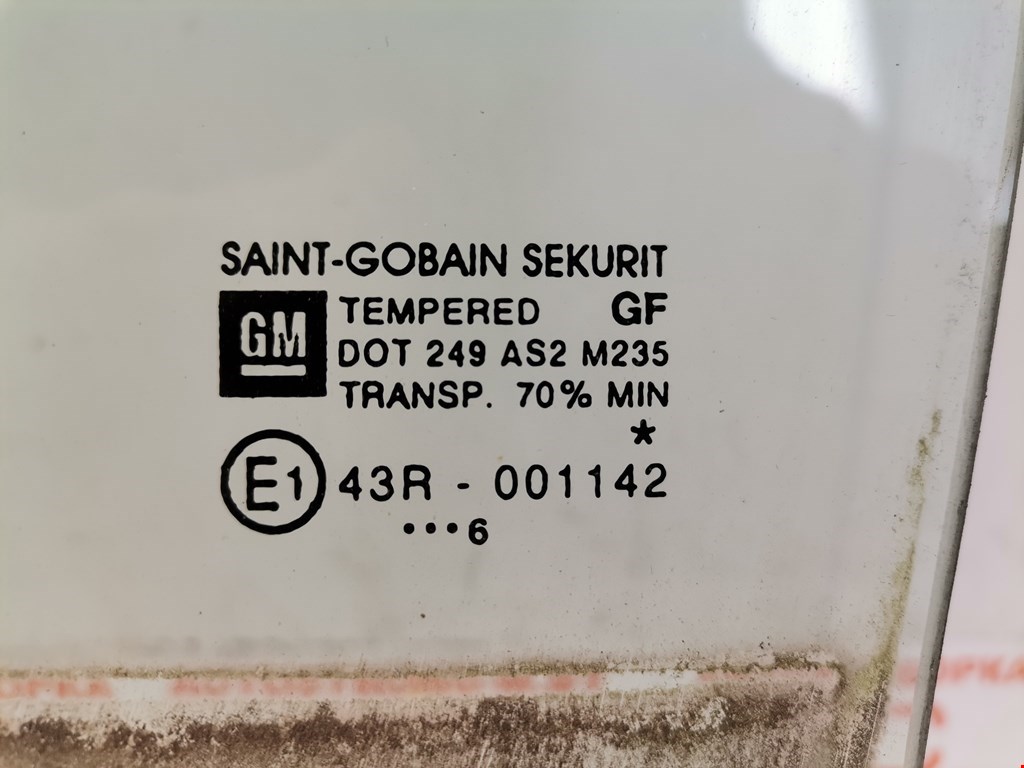 SAINT-GOBAIN SEKURIT
GM
TEMPERED GF
DOT 249 AS2 M235
TRANSP. 70% MIN
*
E1 43R - 001142
•••6